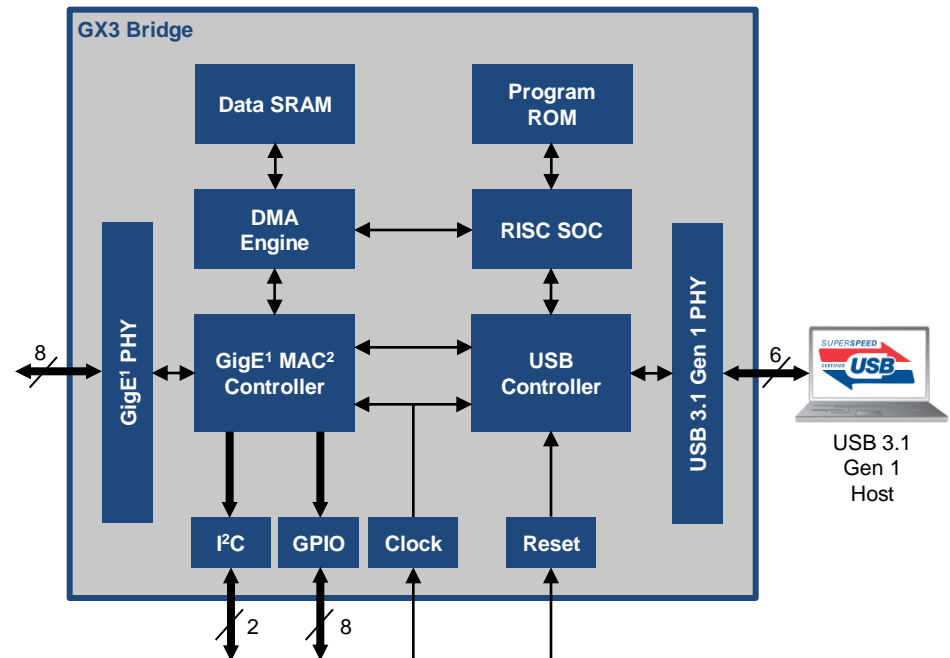 GX3 Bridge
Data SRAM
Program
ROM
DMA
Engine
RISC SOC
GigE¹ PHY
GigE¹ MAC²
Controller
USB
Controller
USB 3.1 Gen 1 PHY
8
6
SUPERSPEED
CERTIFIED USB
USB 3.1
Gen 1
Host
I²C
GPIO
Clock
Reset
2
8